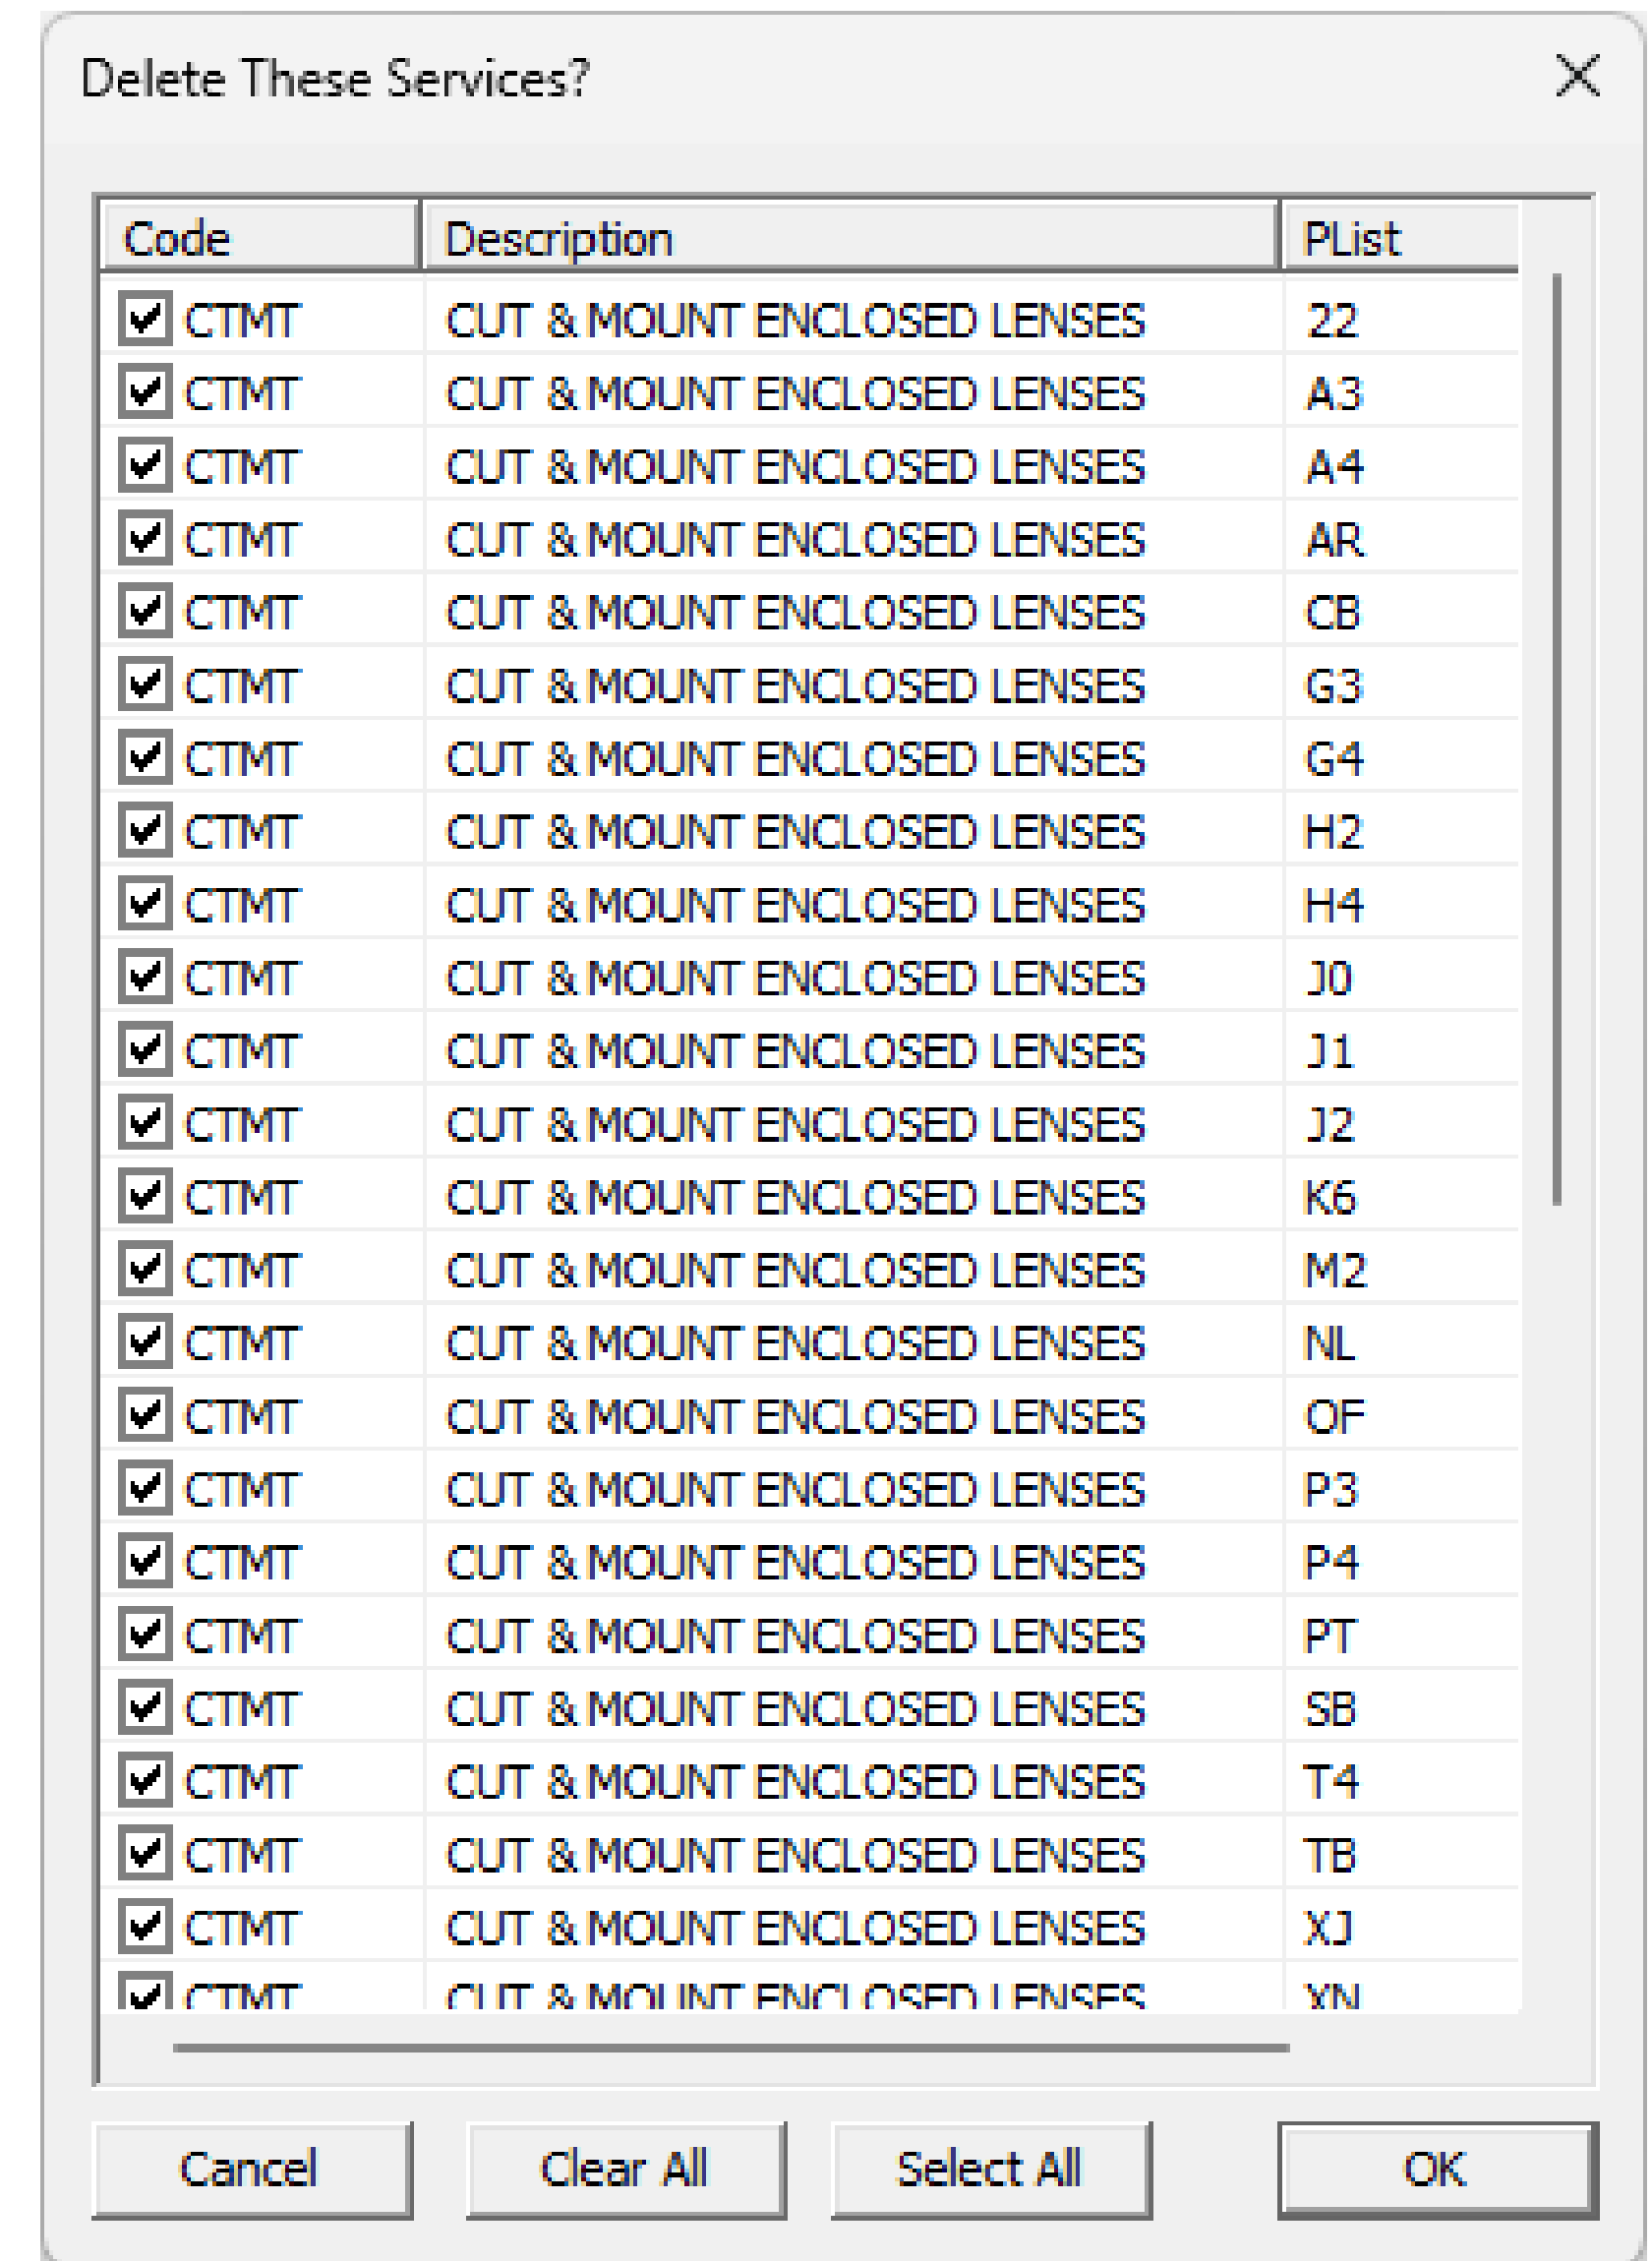 Delete These Services?
Code Description PList
CTMT CUT & MOUNT ENCLOSED LENSES 22
CTMT CUT & MOUNT ENCLOSED LENSES A3
CTMT CUT & MOUNT ENCLOSED LENSES A4
CTMT CUT & MOUNT ENCLOSED LENSES AR
CTMT CUT & MOUNT ENCLOSED LENSES CB
CTMT CUT & MOUNT ENCLOSED LENSES G3
CTMT CUT & MOUNT ENCLOSED LENSES G4
CTMT CUT & MOUNT ENCLOSED LENSES H2
CTMT CUT & MOUNT ENCLOSED LENSES H4
CTMT CUT & MOUNT ENCLOSED LENSES J0
CTMT CUT & MOUNT ENCLOSED LENSES J1
CTMT CUT & MOUNT ENCLOSED LENSES J2
CTMT CUT & MOUNT ENCLOSED LENSES K6
CTMT CUT & MOUNT ENCLOSED LENSES M2
CTMT CUT & MOUNT ENCLOSED LENSES NL
CTMT CUT & MOUNT ENCLOSED LENSES OF
CTMT CUT & MOUNT ENCLOSED LENSES P3
CTMT CUT & MOUNT ENCLOSED LENSES P4
CTMT CUT & MOUNT ENCLOSED LENSES PT
CTMT CUT & MOUNT ENCLOSED LENSES SB
CTMT CUT & MOUNT ENCLOSED LENSES T4
CTMT CUT & MOUNT ENCLOSED LENSES TB
CTMT CUT & MOUNT ENCLOSED LENSES XJ
CTMT CUT & MOUNT ENCLOSED LENSES XN
Cancel Clear All Select All OK